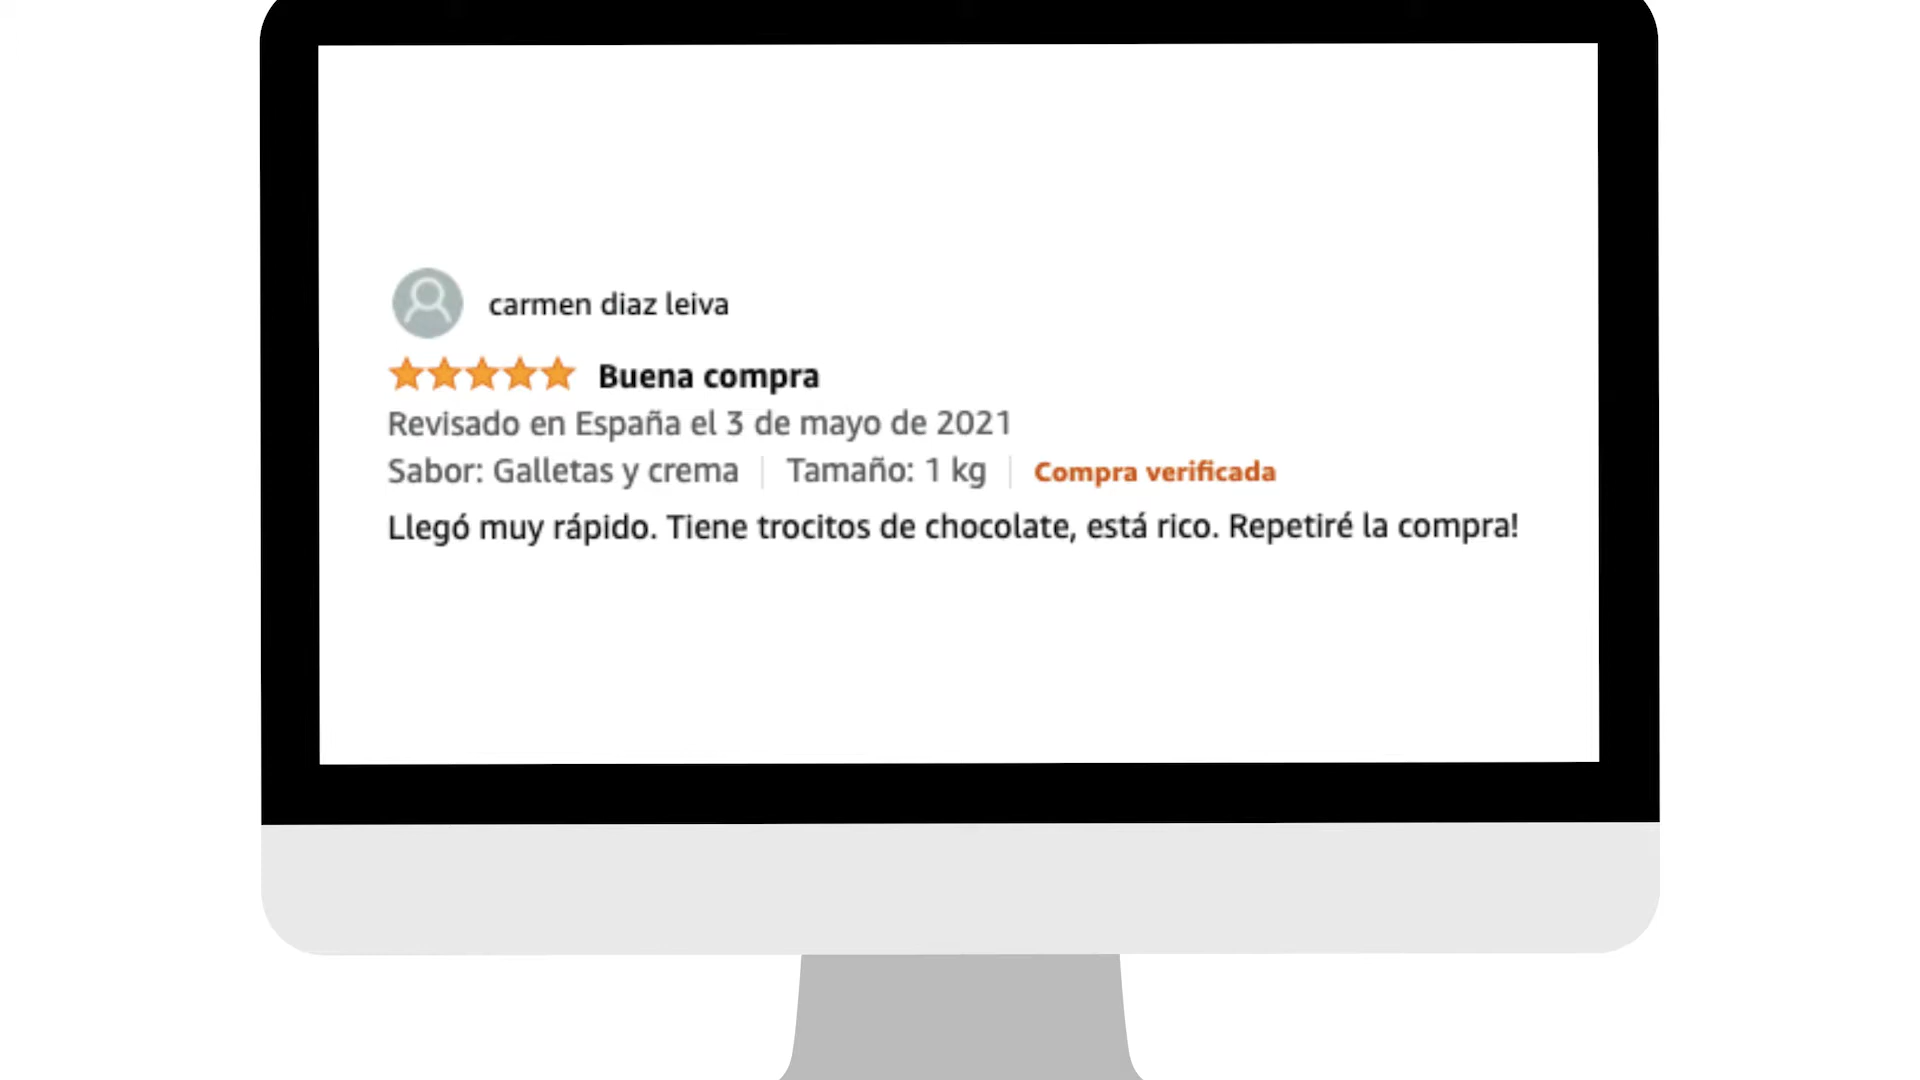 carmen diaz leiva
Buena compra
Revisado en España el 3 de mayo de 2021
Sabor: Galletas y crema | Tamaño: 1 kg | Compra verificada
Llegó muy rápido. Tiene trocitos de chocolate, está rico. Repetiré la compra!